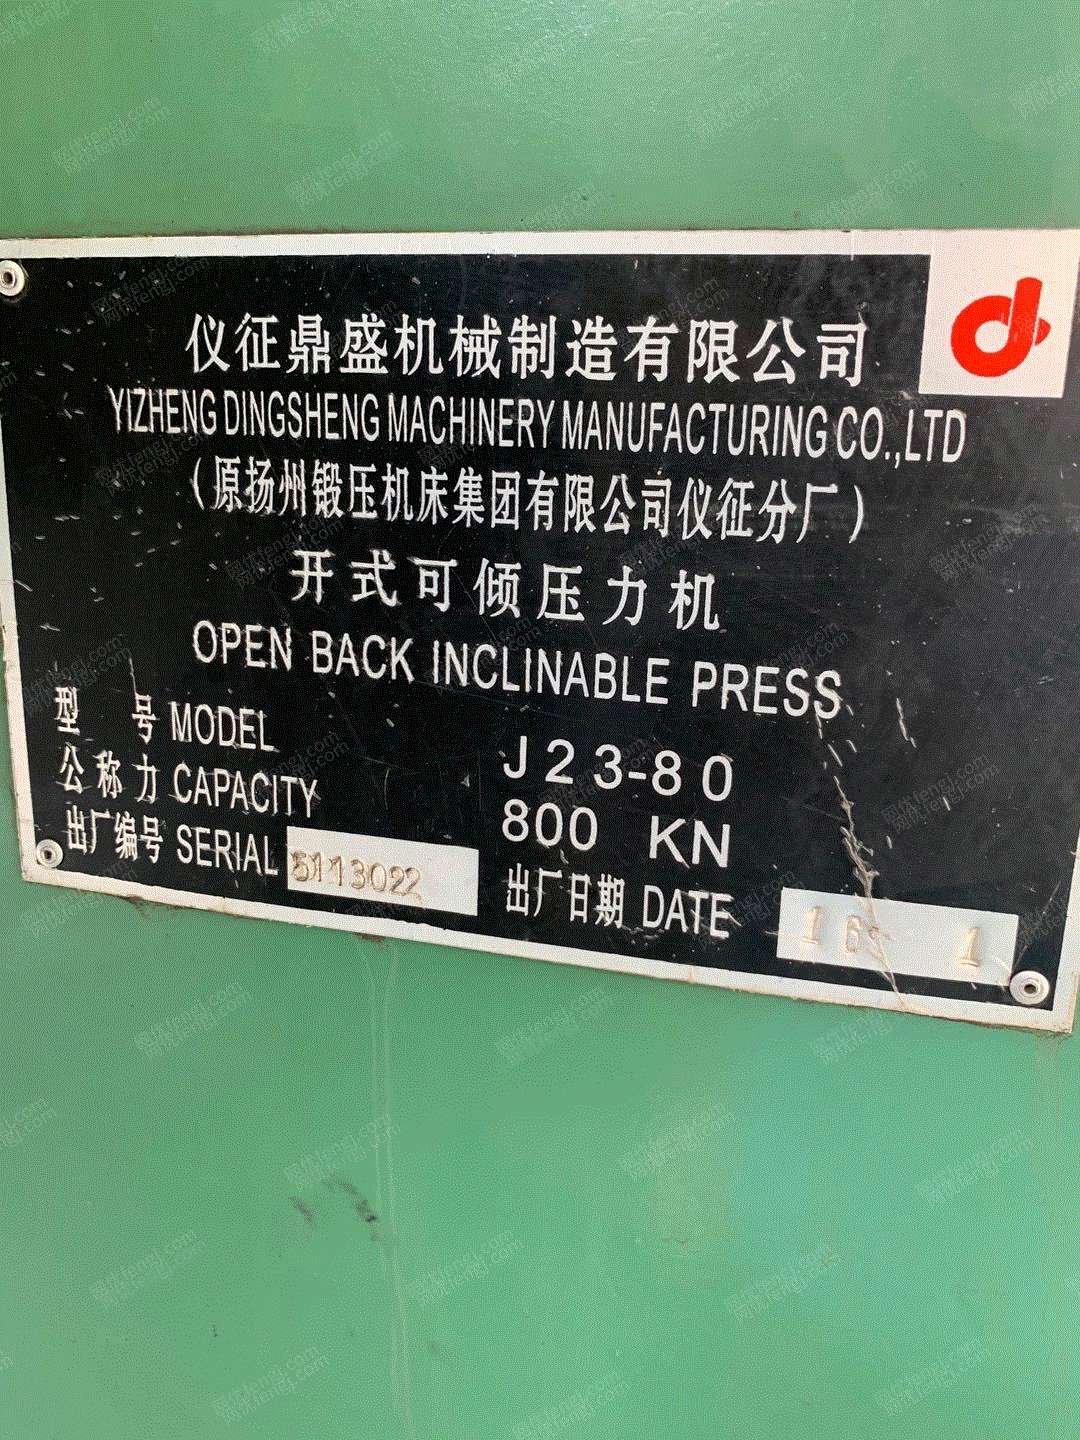 仪征鼎盛机械制造有限公司
YIZHENG DINGSHENG MACHINERY MANUFACTURING CO.,LTD
（原扬州锻压机床集团有限公司仪征分厂）
开式可倾压力机
OPEN BACK INCLINABLE PRESS
型 号 MODEL J23-80
公称力 CAPACITY 800 KN
出厂编号 SERIAL 5113022 出厂日期 DATE 16 1